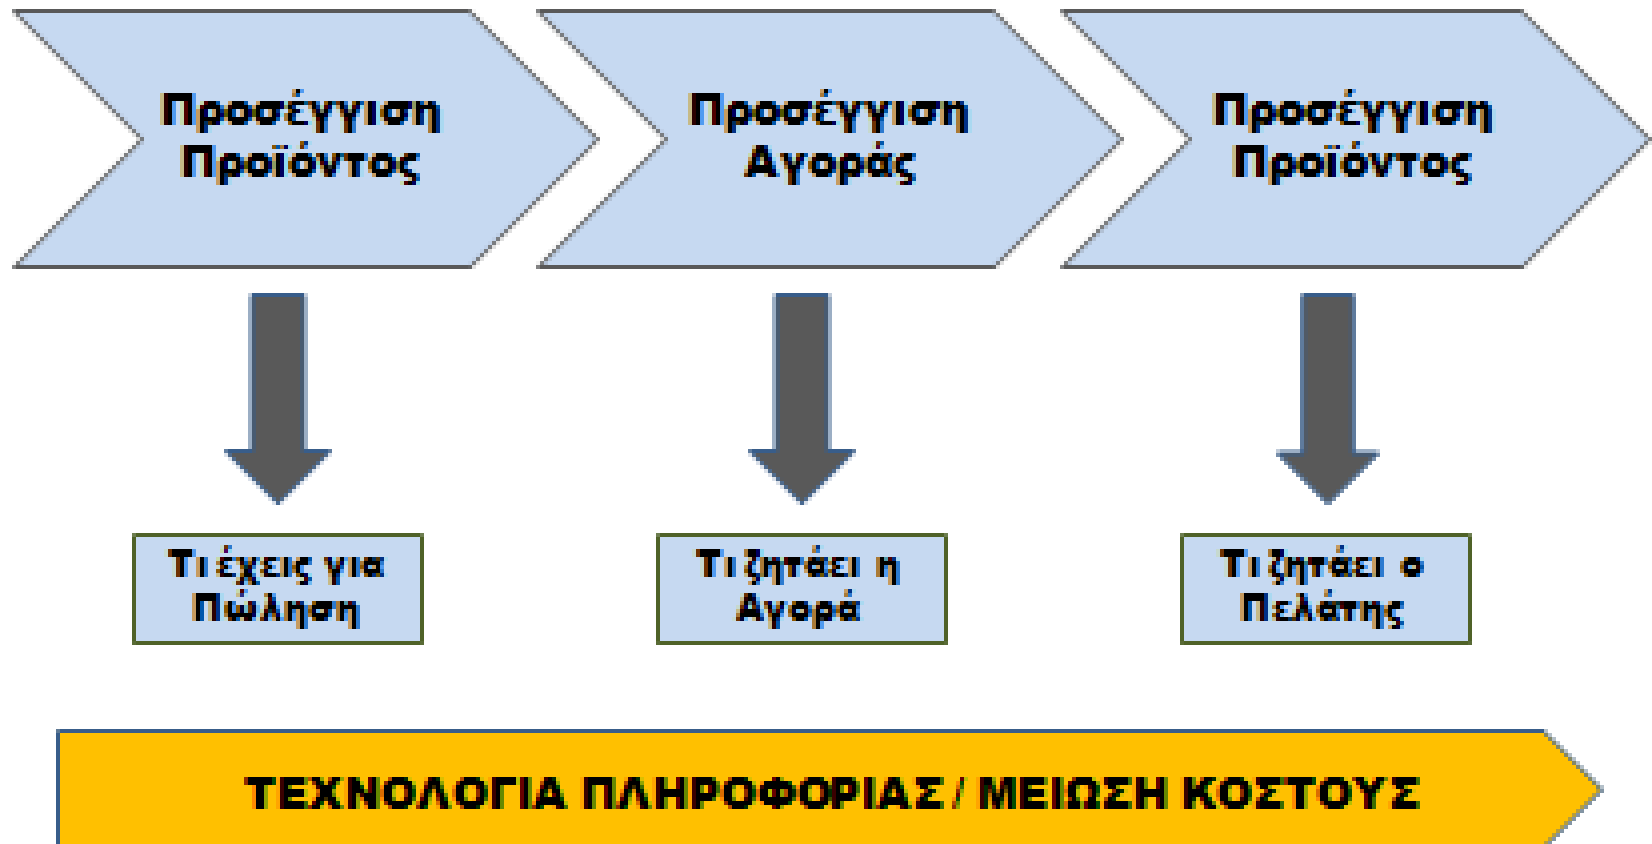 Προσέγγιση
Προϊόντος
Προσέγγιση
Αγοράς
Προσέγγιση
Προϊόντος
Τι έχεις για
Πώληση
Τι ζητάει η
Αγορά
Τι ζητάει ο
Πελάτης
ΤΕΧΝΟΛΟΓΙΑ ΠΛΗΡΟΦΟΡΙΑΣ / ΜΕΙΩΣΗ ΚΟΣΤΟΥΣ